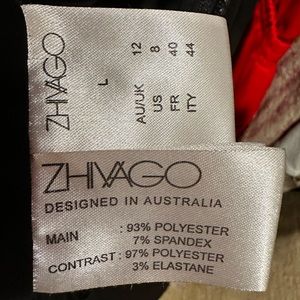 ZHIVAGO
L
AU/UK 12
US 8
FR 40
ITY 44
ZHIVAGO
DESIGNED IN AUSTRALIA
MAIN : 93% POLYESTER
7% SPANDEX
CONTRAST : 97% POLYESTER
3% ELASTANE